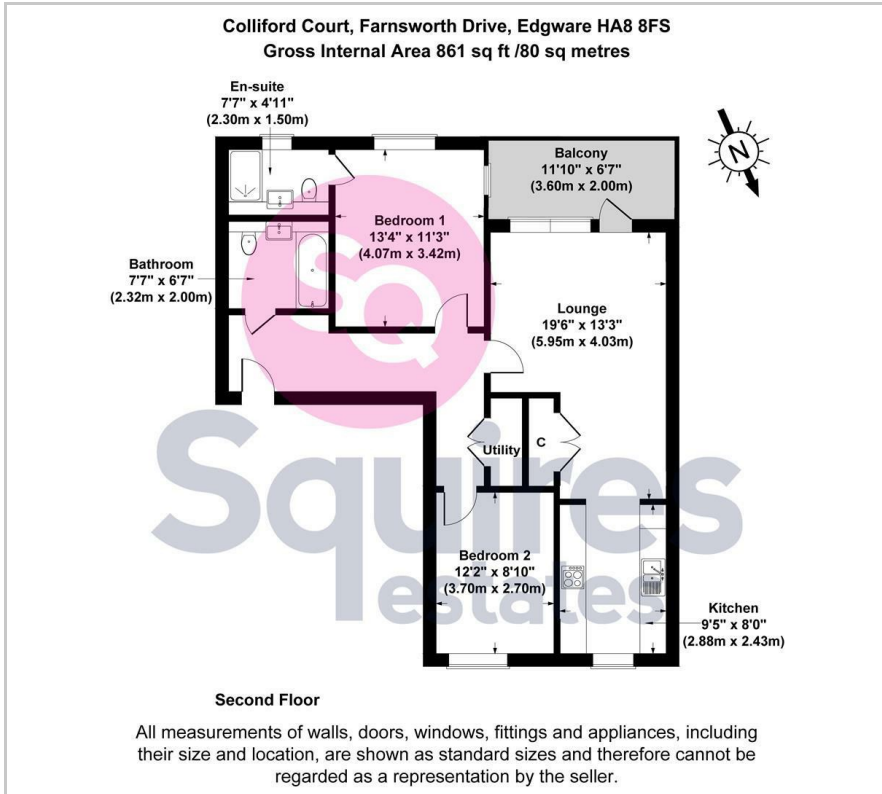 Colliford Court, Farnsworth Drive, Edgware HA8 8FS
Gross Internal Area 861 sq ft /80 sq metres
En-suite
7'7" x 4'11"
(2.30m x 1.50m)
Balcony
11'10" x 6'7"
(3.60m x 2.00m)
N
Bedroom 1
13'4" x 11'3"
(4.07m x 3.42m)
Bathroom
7'7" x 6'7"
(2.32m x 2.00m)
Lounge
19'6" x 13'3"
(5.95m x 4.03m)
SQ
Utility
C
Squires
estates
Bedroom 2
12'2" x 8'10"
(3.70m x 2.70m)
Kitchen
9'5" x 8'0"
(2.88m x 2.43m)
Second Floor
All measurements of walls, doors, windows, fittings and appliances, including
their size and location, are shown as standard sizes and therefore cannot be
regarded as a representation by the seller.